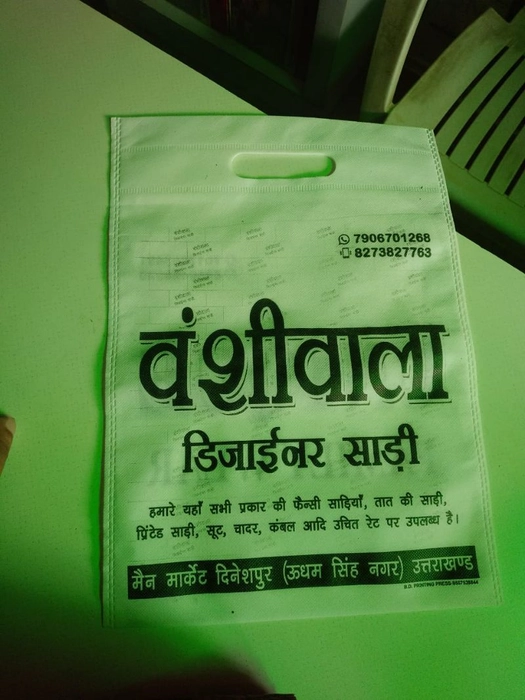 7906701268
8273827763
वंशीवाला
डिजाईनर साड़ी
हमारे यहाँ सभी प्रकार की फैन्सी साड़ियाँ, तात की साड़ी,
प्रिंटेड साड़ी, सूट, चादर, कंबल आदि उचित रेट पर उपलब्ध है।
मैन मार्केट दिनेशपुर (ऊधम सिंह नगर) उत्तराखण्ड